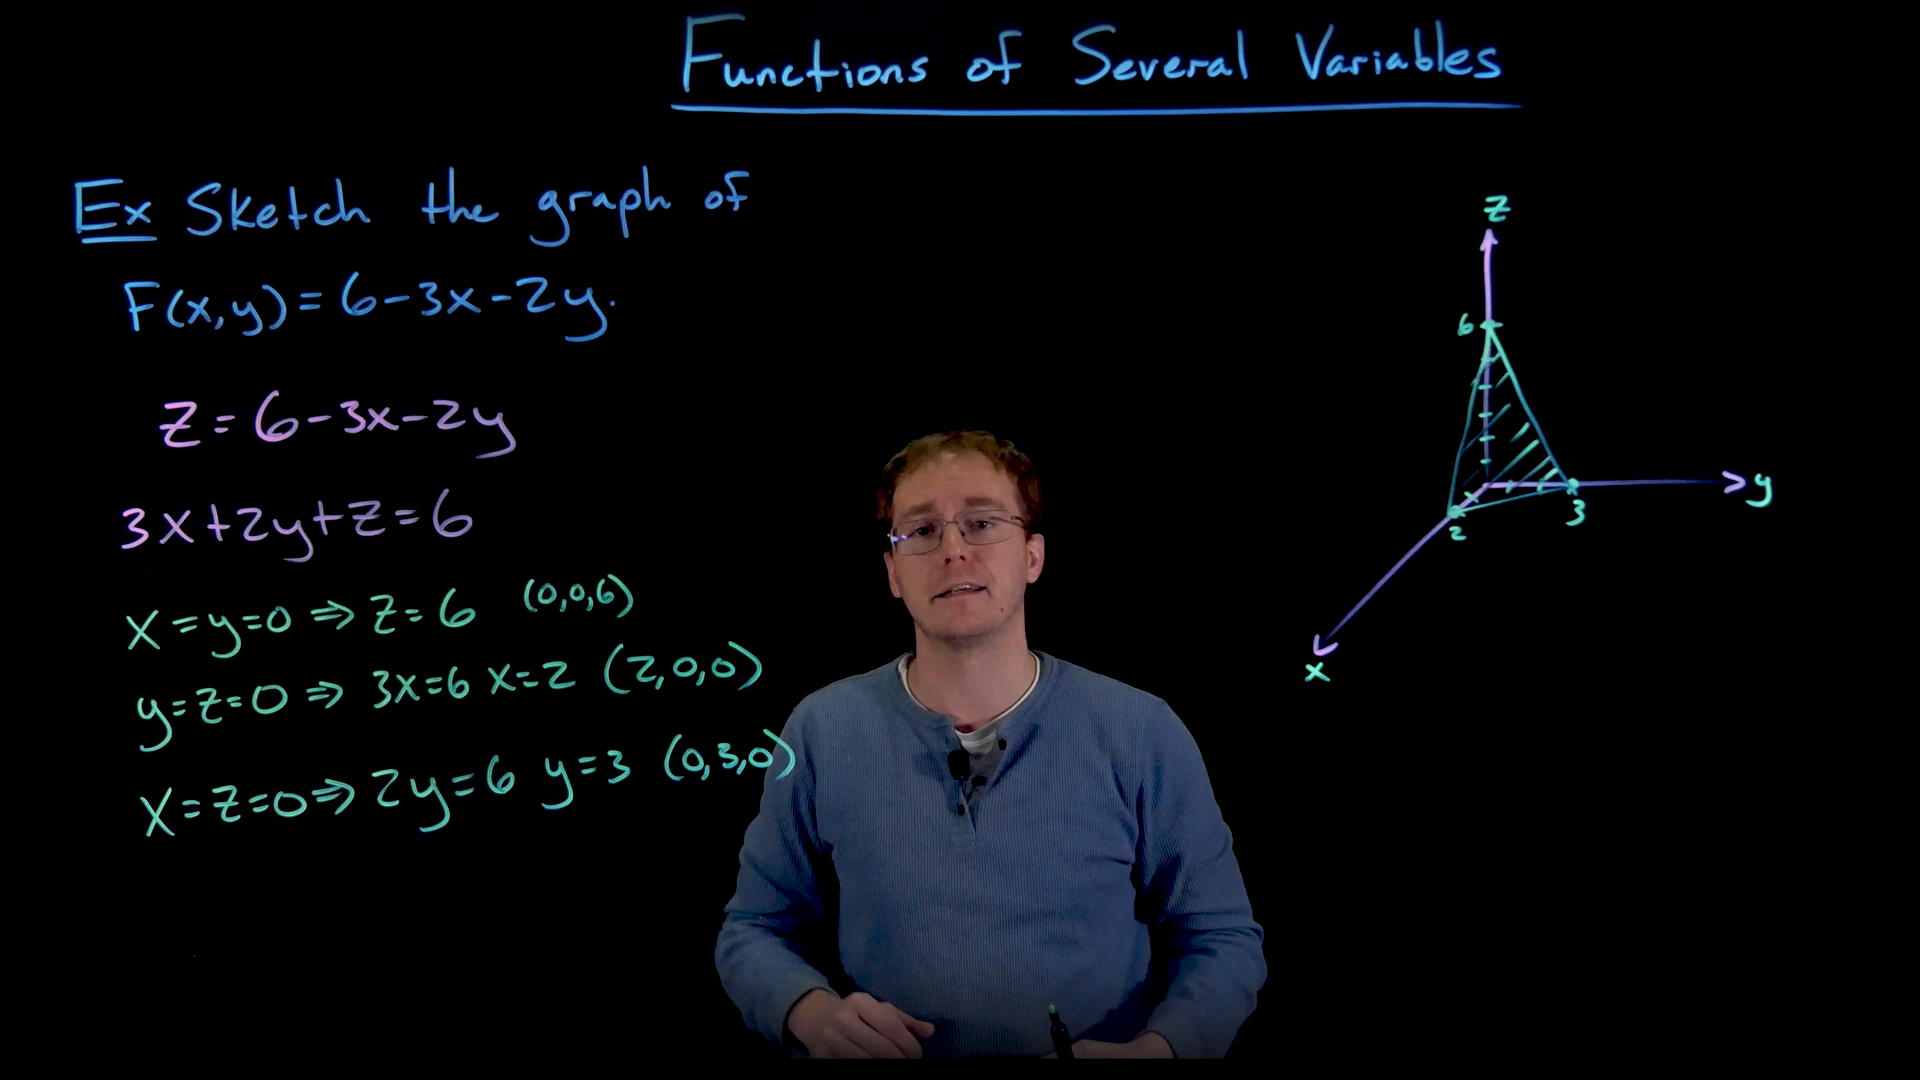 Functions of Several Variables
Ex Sketch the graph of
F(x,y)=6-3x-2y.
z=6-3x-2y
3x+2y+z=6
x=y=0⇒z=6 (0,0,6)
y=z=0⇒3x=6 x=2 (2,0,0)
x=z=0⇒2y=6 y=3 (0,3,0)
z
6
y
3
2
x